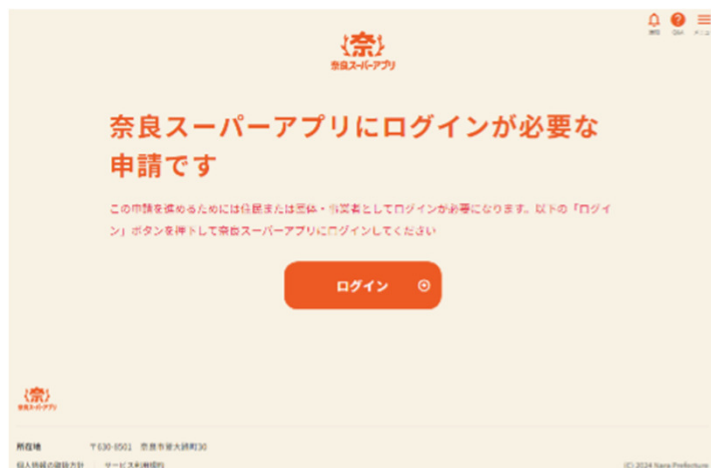 奈
奈良スーパーアプリ
Q&A
奈良スーパーアプリにログインが必要な
申請です
この申請を進めるためには住民または団体・事業者としてログインが必要になります。以下の「ログイ
ン」ボタンを押下して奈良スーパーアプリにログインしてください
ログイン
奈
奈良スーパーアプリ
所在地 〒630-8501 奈良市登大路町30
個人情報の取扱方針 サービス利用規約
(C) 2024 Nara Prefecture